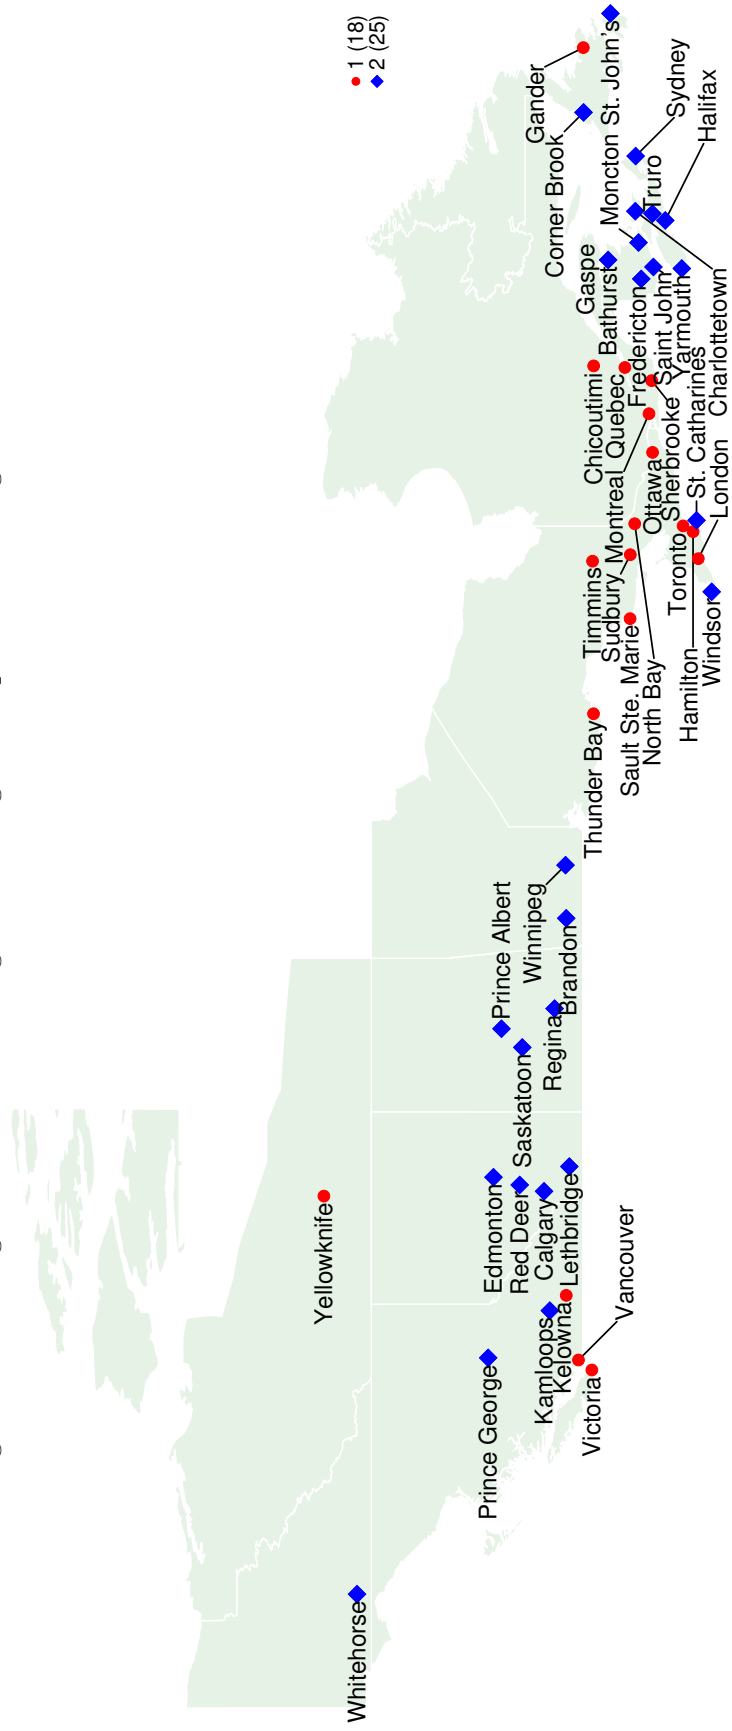 1 (18)
2 (25)
Whitehorse
Yellowknife
Prince George
Edmonton
Prince Albert
Red Deer
Saskatoon
Calgary
Kamloops
Lethbridge
Kelowna
Regina
Winnipeg
Brandon
Vancouver
Victoria
Thunder Bay
Timmins
Sudbury
Sault Ste. Marie
North Bay
Chicoutimi
Quebec
Montreal
Ottawa
Sherbrooke
Toronto
Hamilton
St. Catharines
London
Windsor
Gander
Corner Brook
St. John's
Gaspe
Bathurst
Moncton
Sydney
Truro
Halifax
Fredericton
Saint John
Yarmouth
Charlottetown